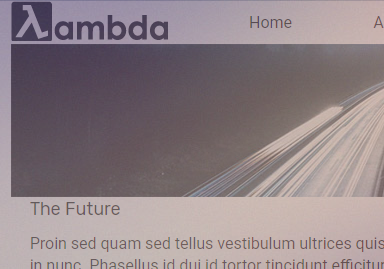 λambda
Home
A
The Future
Proin sed quam sed tellus vestibulum ultrices quis
in nunc. Phasellus id dui id tortor tincidunt efficitur